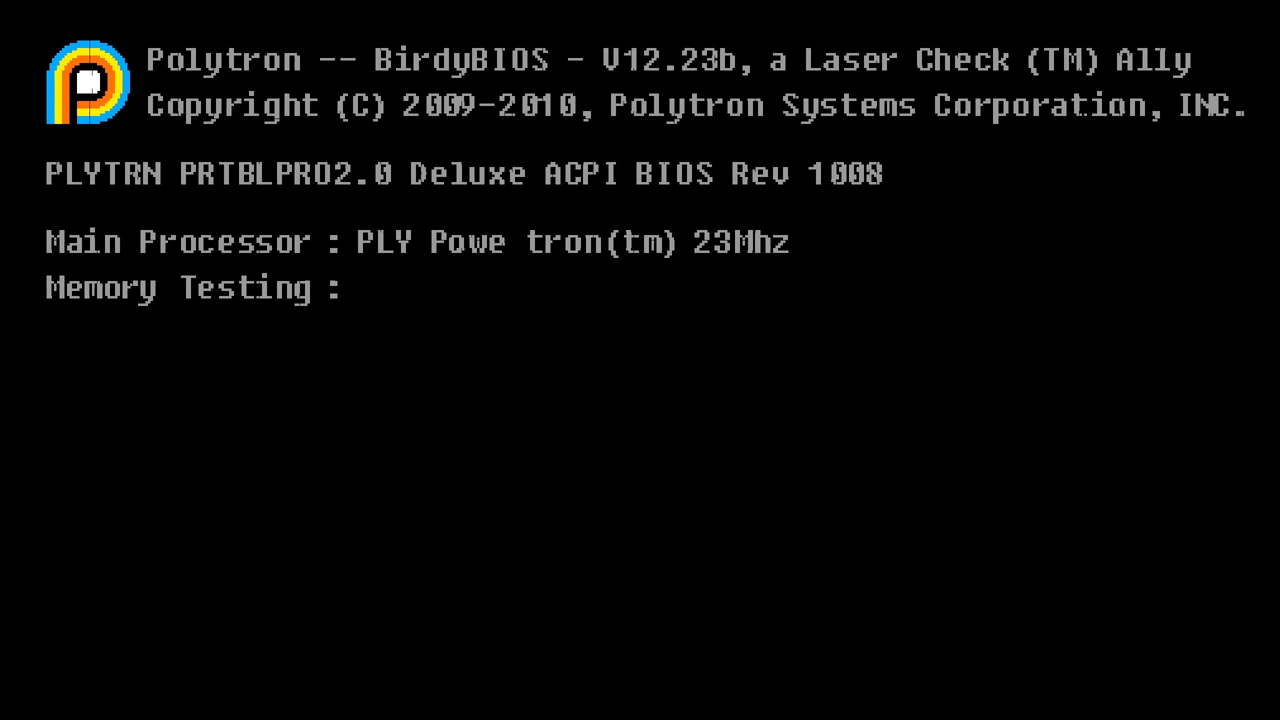 Polytron -- BirdyBIOS - V12.23b, a Laser Check (TM) Ally
Copyright (C) 2009-2010, Polytron Systems Corporation, INC.
PLYTRN PRTBLPRO2.0 Deluxe ACPI BIOS Rev 1008
Main Processor : PLY Powe tron(tm) 23Mhz
Memory Testing :